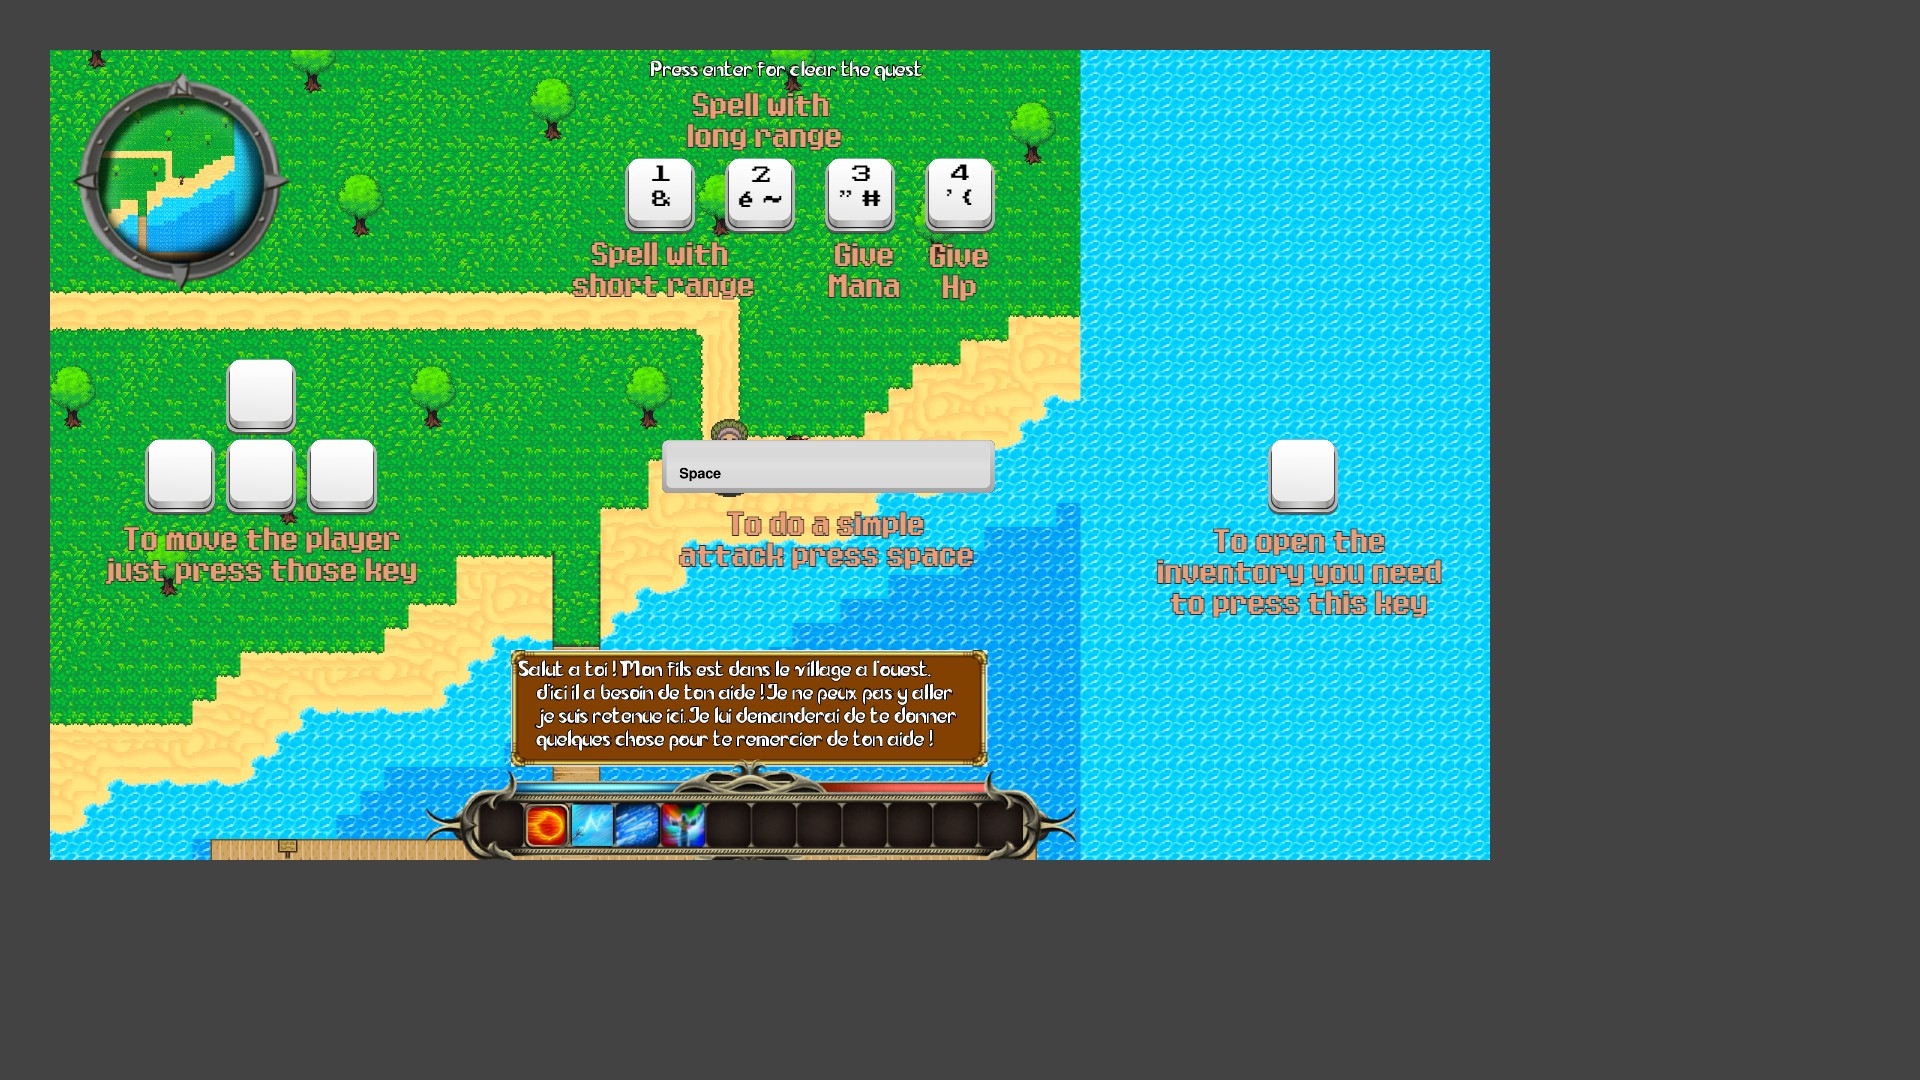 Press enter for clear the quest
Spell with
long range
1
&
2
é ~
3
" #
4
' {
Spell with
short range
Give
Mana
Give
Hp
Space
To do a simple
attack press space
To move the player
just press those key
To open the
inventory you need
to press this key
Salut a toi ! Mon fils est dans le village a l'ouest.
d'ici il a besoin de ton aide ! Je ne peux pas y aller
je suis retenue ici. Je lui demanderai de te donner
quelques chose pour te remercier de ton aide !